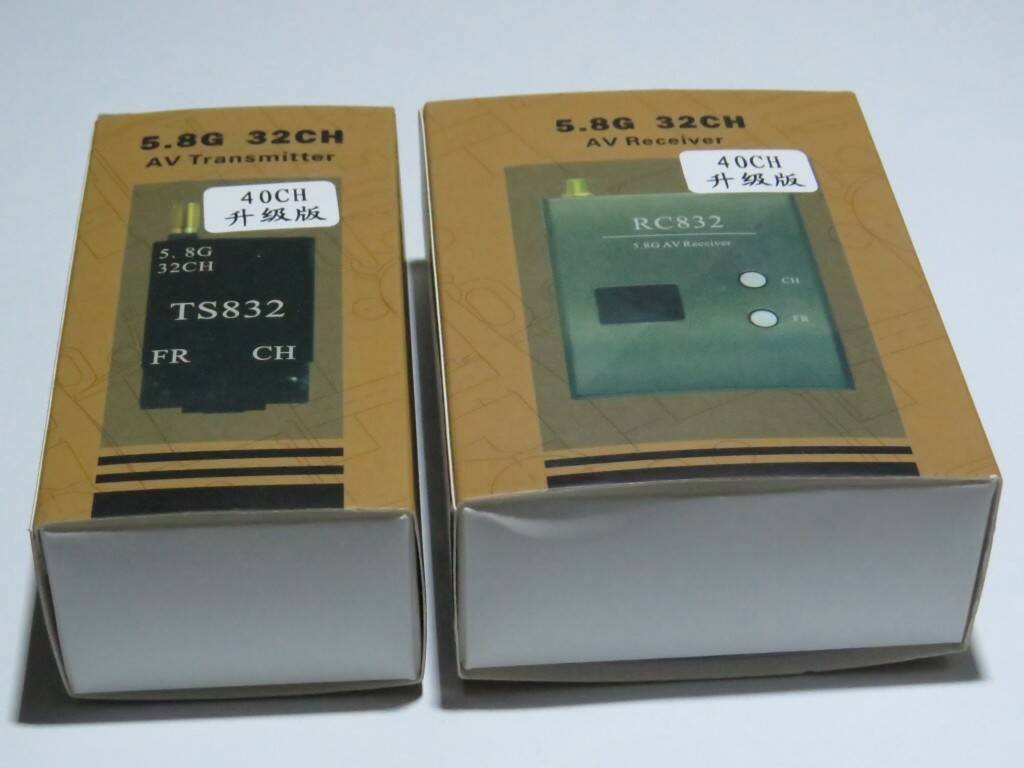 5.8G 32CH
AV Transmitter
40CH
升级版
5.8G
32CH
TS832
FR CH
5.8G 32CH
AV Receiver
40CH
升级版
RC832
5.8G AV Receiver
CH
FR